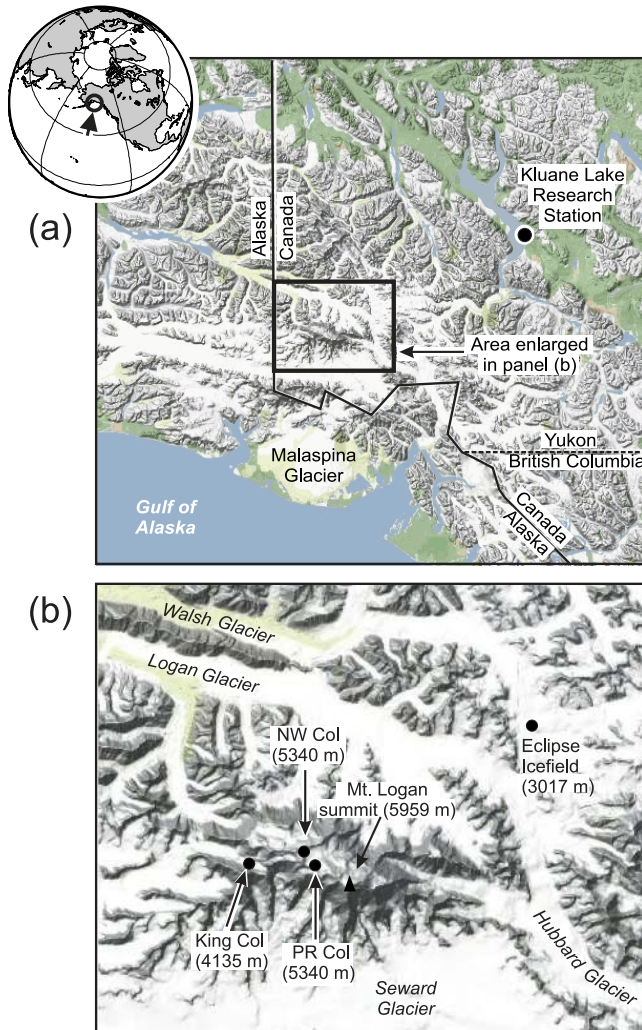 (a)
Alaska
Canada
Kluane Lake
Research
Station
Area enlarged
in panel (b)
Malaspina
Glacier
Yukon
British Columbia
Gulf of
Alaska
Canada
Alaska
(b)
Walsh Glacier
Logan Glacier
NW Col
(5340 m)
Mt. Logan
summit (5959 m)
Eclipse
Icefield
(3017 m)
King Col
(4135 m)
PR Col
(5340 m)
Hubbard Glacier
Seward
Glacier